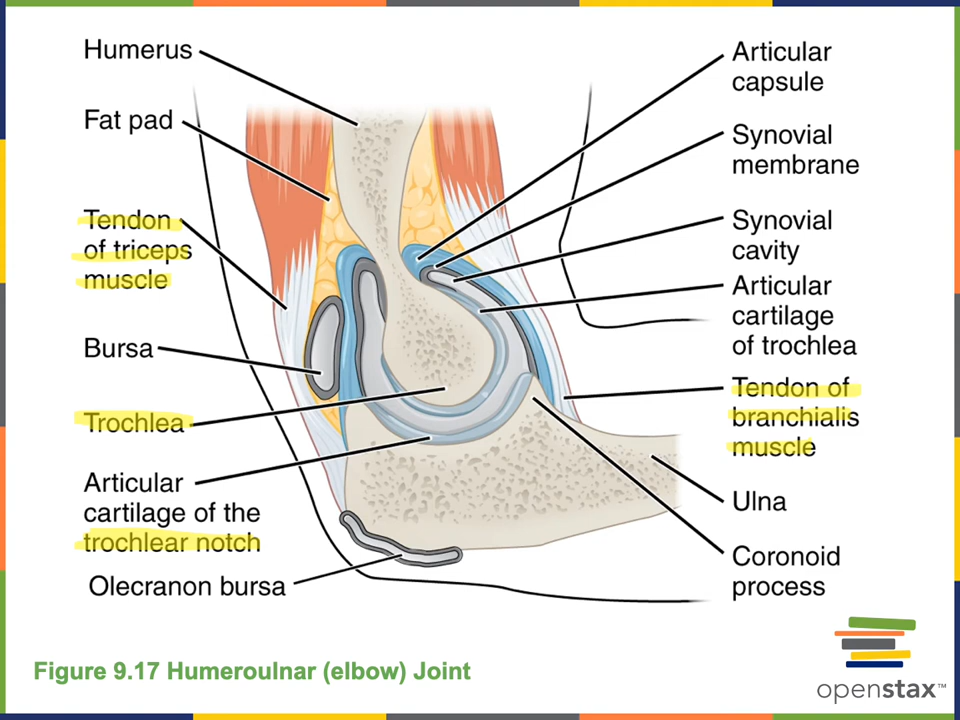 Humerus
Fat pad
Tendon
of triceps
muscle
Bursa
Trochlea
Articular
cartilage of the
trochlear notch
Olecranon bursa
Articular
capsule
Synovial
membrane
Synovial
cavity
Articular
cartilage
of trochlea
Tendon of
branchialis
muscle
Ulna
Coronoid
process
Figure 9.17 Humeroulnar (elbow) Joint
openstax™